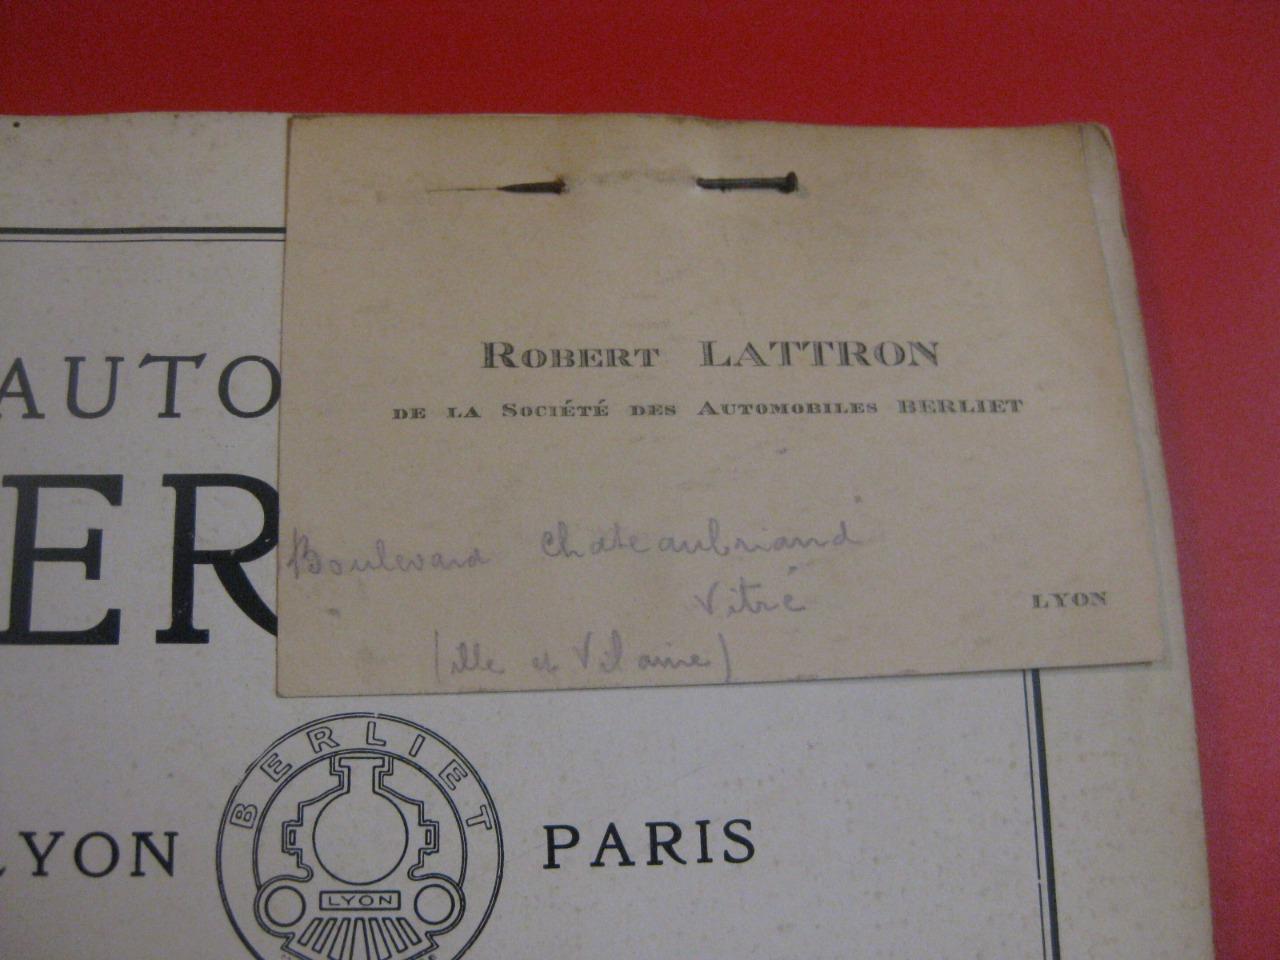 Robert LATTRON
DE LA Société DES Automobiles BERLIET
Boulevard Chateaubriand
Vitré
LYON
(ille et Vilaine)
AUTO
ER
BERLIET
LYON
LYON
PARIS